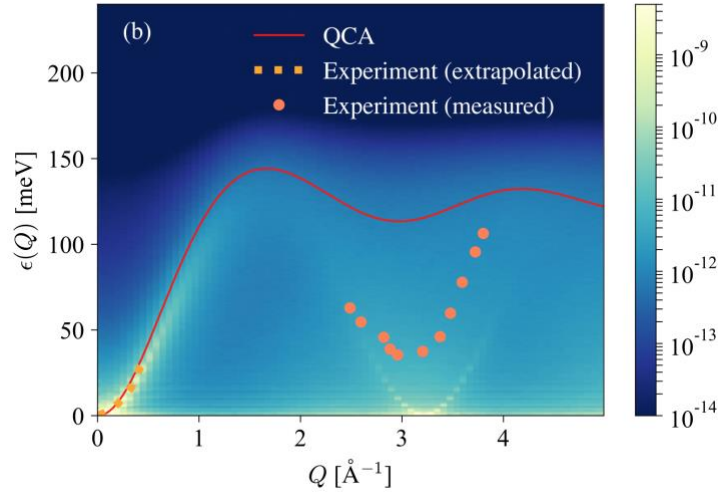 (b)
QCA
Experiment (extrapolated)
Experiment (measured)
ϵ(Q) [meV]
200
150
100
50
0
0
1
2
3
4
Q [Å⁻¹]
10⁻⁹
10⁻¹⁰
10⁻¹¹
10⁻¹²
10⁻¹³
10⁻¹⁴